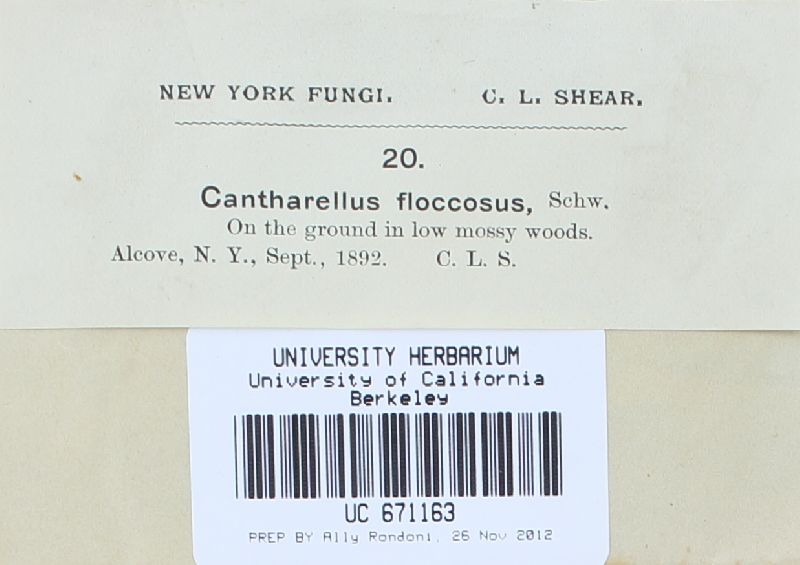 NEW YORK FUNGI. C. L. SHEAR.
20.
Cantharellus floccosus, Schw.
On the ground in low mossy woods.
Alcove, N. Y., Sept., 1892. C. L. S.
UNIVERSITY HERBARIUM
University of California
Berkeley
UC 671163
PREP BY Ally Rondoni, 26 Nov 2012